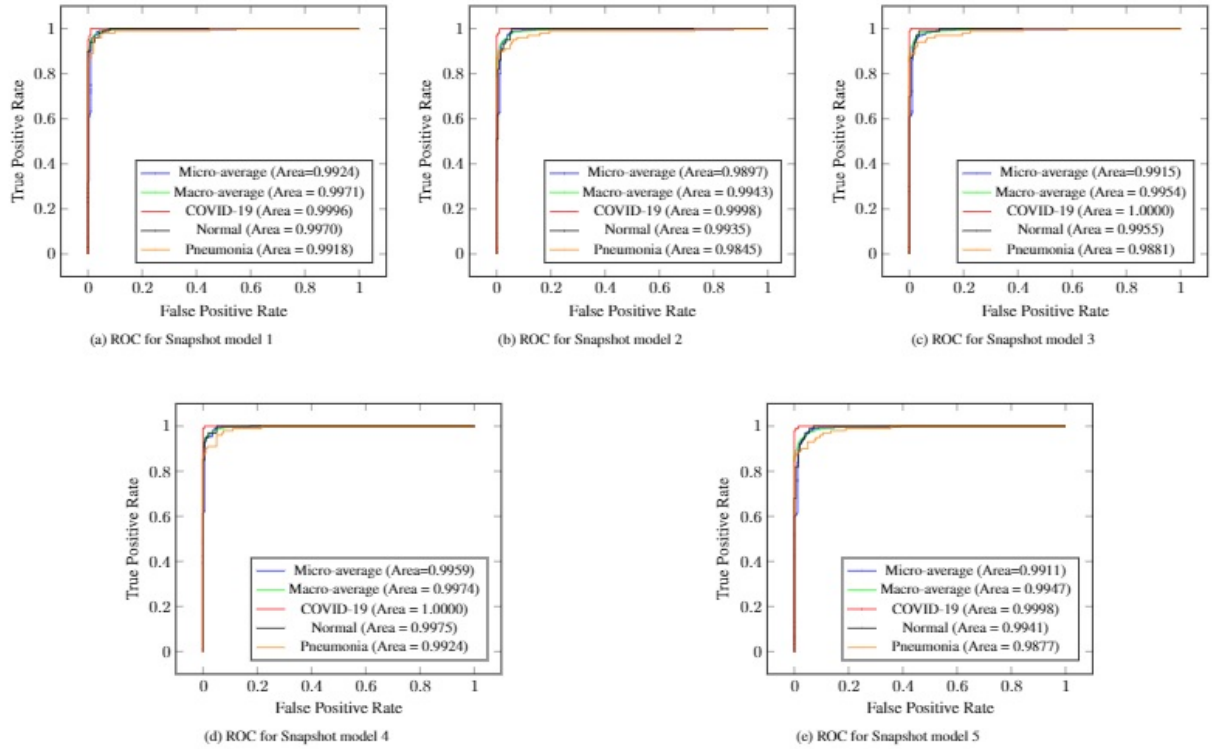 1
0.8
0.6
0.4
0.2
0
True Positive Rate
Micro-average (Area=0.9924)
Macro-average (Area = 0.9971)
COVID-19 (Area = 0.9996)
Normal (Area = 0.9970)
Pneumonia (Area = 0.9918)
0 0.2 0.4 0.6 0.8 1
False Positive Rate
(a) ROC for Snapshot model 1
1
0.8
0.6
0.4
0.2
0
True Positive Rate
Micro-average (Area=0.9897)
Macro-average (Area = 0.9943)
COVID-19 (Area = 0.9998)
Normal (Area = 0.9935)
Pneumonia (Area = 0.9845)
0 0.2 0.4 0.6 0.8 1
False Positive Rate
(b) ROC for Snapshot model 2
1
0.8
0.6
0.4
0.2
0
True Positive Rate
Micro-average (Area=0.9915)
Macro-average (Area = 0.9954)
COVID-19 (Area = 1.0000)
Normal (Area = 0.9955)
Pneumonia (Area = 0.9881)
0 0.2 0.4 0.6 0.8 1
False Positive Rate
(c) ROC for Snapshot model 3
1
0.8
0.6
0.4
0.2
0
True Positive Rate
Micro-average (Area=0.9959)
Macro-average (Area = 0.9974)
COVID-19 (Area = 1.0000)
Normal (Area = 0.9975)
Pneumonia (Area = 0.9924)
0 0.2 0.4 0.6 0.8 1
False Positive Rate
(d) ROC for Snapshot model 4
1
0.8
0.6
0.4
0.2
0
True Positive Rate
Micro-average (Area=0.9911)
Macro-average (Area = 0.9947)
COVID-19 (Area = 0.9998)
Normal (Area = 0.9941)
Pneumonia (Area = 0.9877)
0 0.2 0.4 0.6 0.8 1
False Positive Rate
(e) ROC for Snapshot model 5